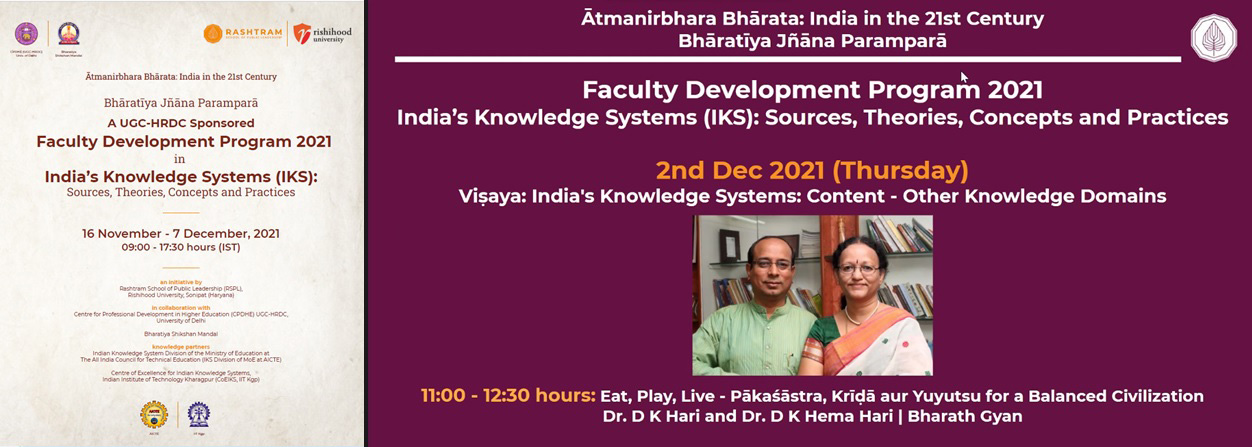 RASHTRAM
rishihood
university
Ātmanirbhara Bhārata: India in the 21st Century
Bhāratīya Jñāna Paramparā
A UGC-HRDC Sponsored
Faculty Development Program 2021
in
India's Knowledge Systems (IKS):
Sources, Theories, Concepts and Practices
16 November - 7 December, 2021
09:00 - 17:30 hours (IST)
an initiative by
Rashtram School of Public Leadership (RSPL),
Rishihood University, Sonipat (Haryana)
in collaboration with
Centre for Professional Development in Higher Education (CPDHE) UGC-HRDC,
University of Delhi
Bharatiya Shikshan Mandal
knowledge partners
Indian Knowledge System Division of the Ministry of Education at
The All India Council for Technical Education (IKS Division of MoE at AICTE)
Centre of Excellence for Indian Knowledge Systems,
Indian Institute of Technology Kharagpur (CoEIKS, IIT Kgp)
Ātmanirbhara Bhārata: India in the 21st Century
Bhāratīya Jñāna Paramparā
Faculty Development Program 2021
India's Knowledge Systems (IKS): Sources, Theories, Concepts and Practices
2nd Dec 2021 (Thursday)
Viṣaya: India's Knowledge Systems: Content - Other Knowledge Domains
11:00 - 12:30 hours: Eat, Play, Live - Pākaśāstra, Krīḍā aur Yuyutsu for a Balanced Civilization
Dr. D K Hari and Dr. D K Hema Hari | Bharath Gyan